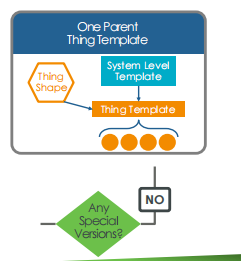 One Parent
Thing Template
Thing
Shape
System Level
Template
Thing Template
NO
Any
Special
Versions?